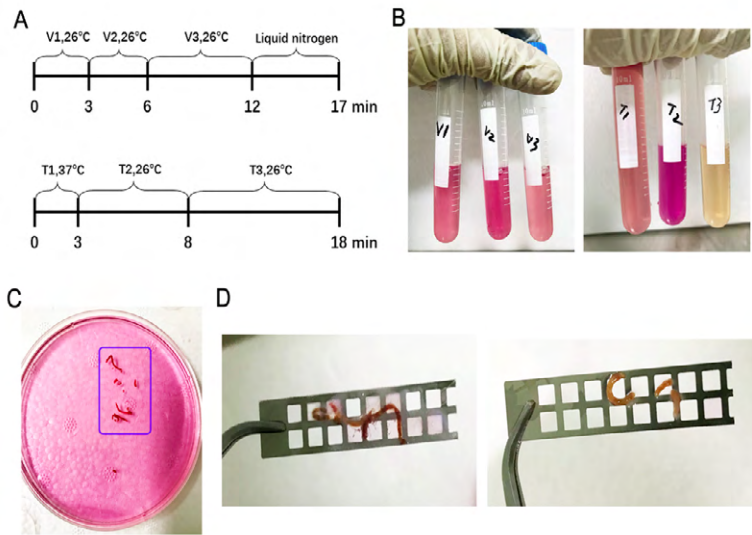 A
V1,26°C V2,26°C V3,26°C Liquid nitrogen
0 3 6 12 17 min
T1,37°C T2,26°C T3,26°C
0 3 8 18 min
B
V1 V2 V3
T1 T2 T3
C
D